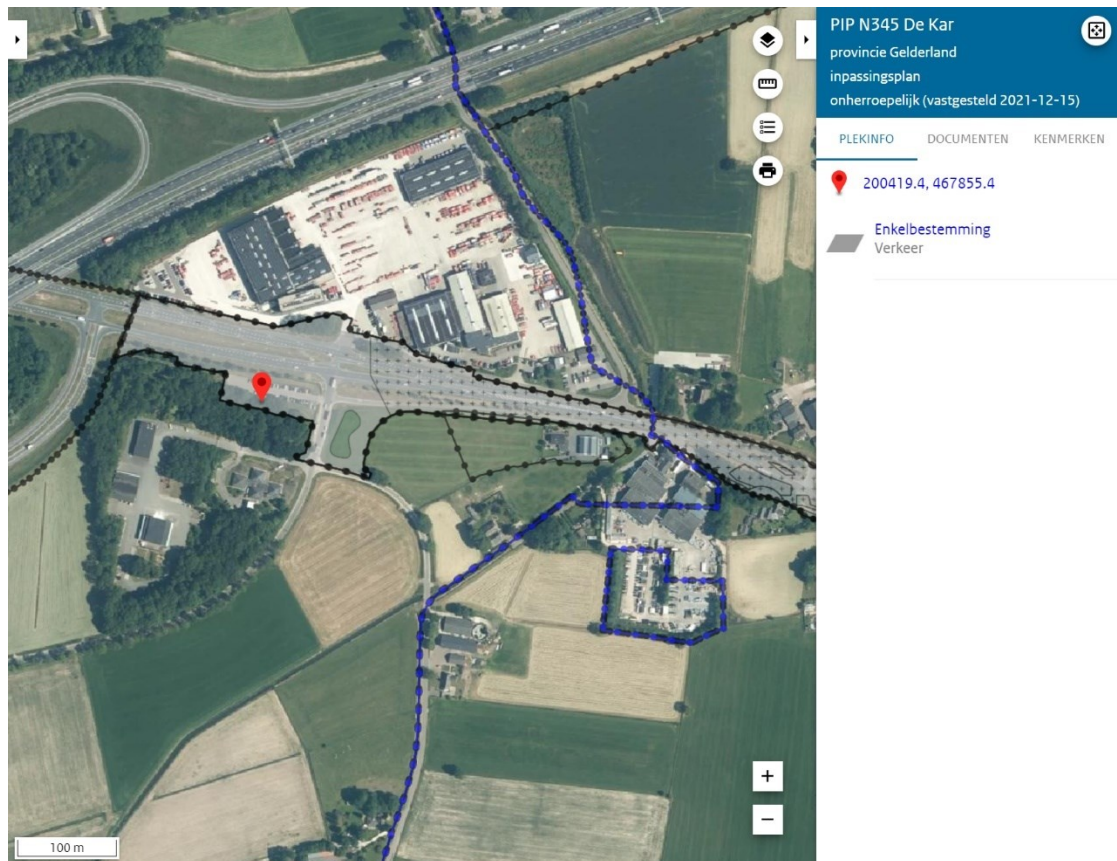 PIP N345 De Kar
provincie Gelderland
inpassingsplan
onherroepelijk (vastgesteld 2021-12-15)
PLEKINFO DOCUMENTEN KENMERKEN
200419.4, 467855.4
Enkelbestemming
Verkeer
+
−
100 m